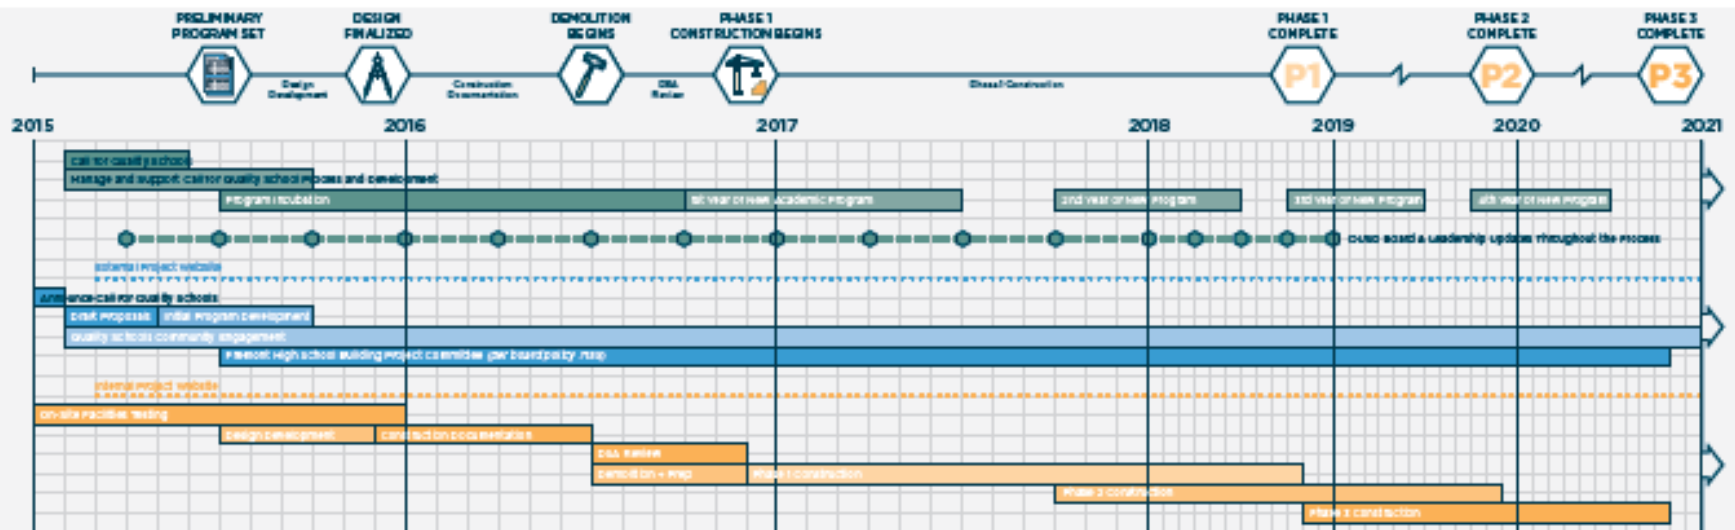 PRELIMINARY
PROGRAM SET
DESIGN
FINALIZED
DEMOLITION
BEGINS
PHASE 1
CONSTRUCTION BEGINS
PHASE 1
COMPLETE
PHASE 2
COMPLETE
PHASE 3
COMPLETE
P1
P2
P3
Design
Development
Construction
Documentation
DSA
Review
Phase 1 Construction
2015
2016
2017
2018
2019
2020
2021
Call for Quality Schools
Manage and Support Call for Quality School Process and Development
Program Incubation
1st Year of New Academic Program
2nd Year of New Program
3rd Year of New Program
4th Year of New Program
OUSD Board & Leadership Updates Throughout the Process
External Project Website
Announce Call for Quality Schools
Draft Proposals
Initial Program Development
Quality Schools Community Engagement
Fremont High School Building Project Committee (per board policy
Internal Project Website
On-site Facilities Testing
Design Development
Construction Documentation
DSA Review
Demolition + Prep
Phase 1 Construction
Phase 2 Construction
Phase 3 Construction